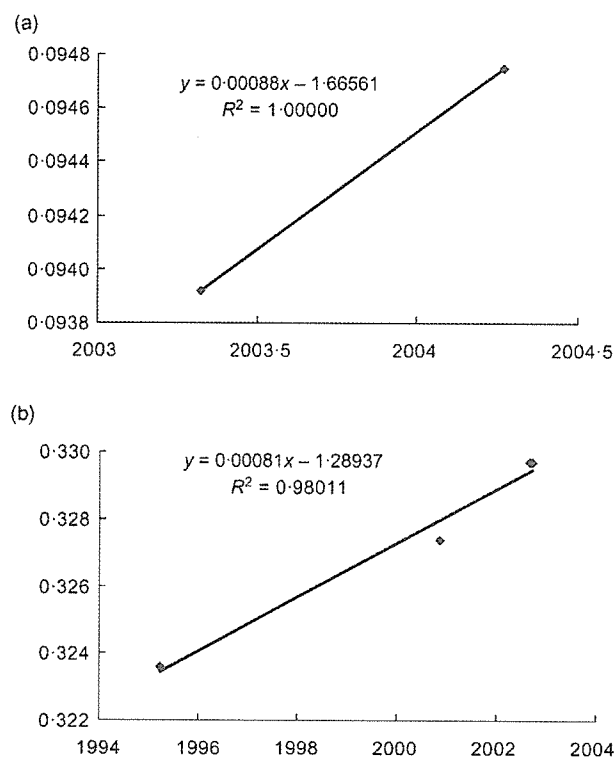 (a)
0·0948
0·0946
0·0944
0·0942
0·0940
0·0938
y = 0·00088x – 1·66561
R² = 1·00000
2003 2003·5 2004 2004·5
(b)
0·330
0·328
0·326
0·324
0·322
y = 0·00081x – 1·28937
R² = 0·98011
1994 1996 1998 2000 2002 2004